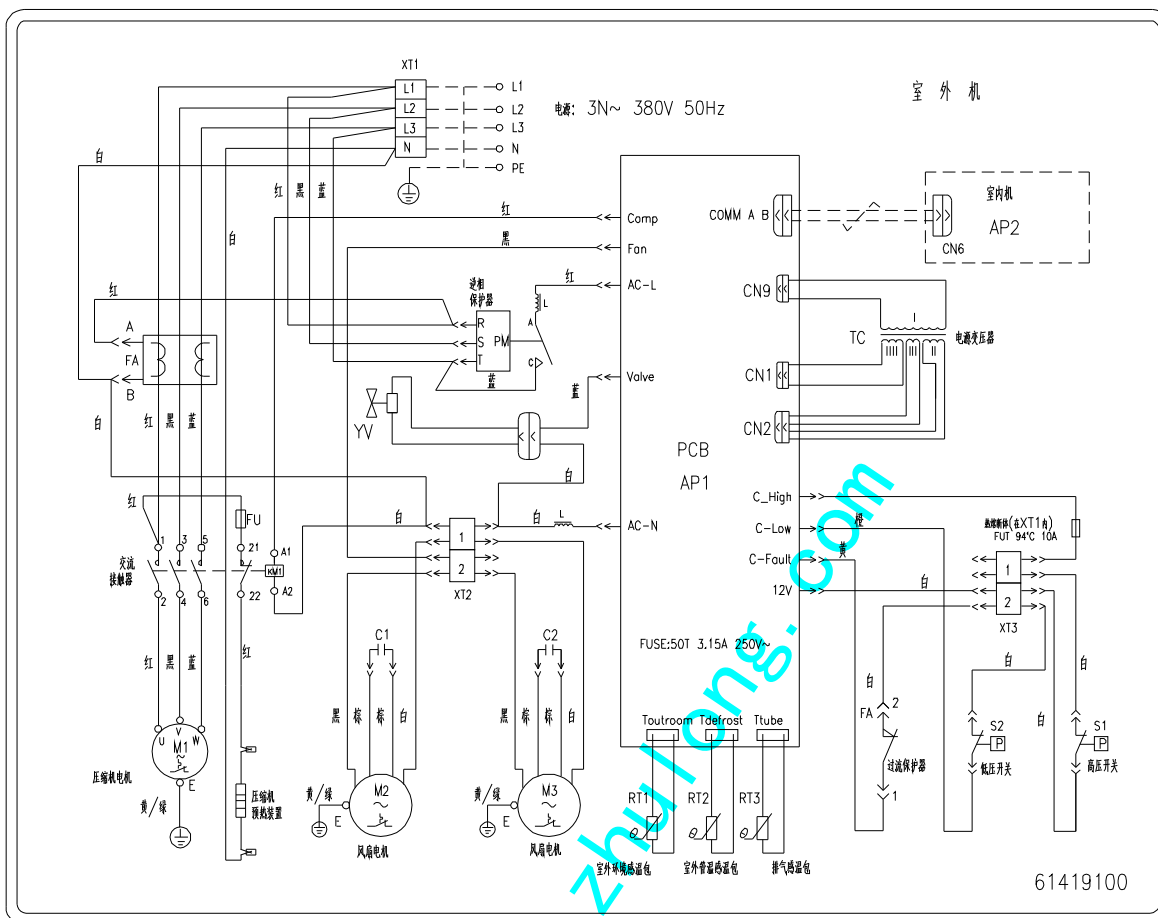 XT1
室 外 机
L1 L1
L2 L2
L3 L3
N N
PE
电源: 3N~ 380V 50Hz
白
红 黑 蓝
白
红
黑
Comp
Fan
AC-L
Valve
AC-N
COMM A B
室内机
AP2
CN6
CN9
CN1
CN2
TC
I
IIII III II
电源变压器
逆相
保护器
R
S
T
PM
蓝
红
L
A
C
红
A
FA
B
白
红 黑 蓝
YV
蓝
白
PCB
AP1
C_High
C-Low
C-Fault
12V
橙
黄
FUSE:50T 3.15A 250V~
红
FU
1 3 5 21 A1
交流
接触器
KM1
2 4 6 22 A2
白
1
2
XT2
白
L
热熔断体(在XT1内)
FUT 94℃ 10A
1
2
XT3
白
红 黑 蓝
红
U V W
M1
~
E
压缩机电机
黄/绿
压缩机
预热装置
C1
黑 棕 棕 白
M2
~
E
黄/绿
风扇电机
C2
黑 棕 棕 白
M3
~
E
黄/绿
风扇电机
Toutroom Tdefrost Ttube
RT1 RT2 RT3
θ θ θ
室外环境感温包 室外管温感温包 排气感温包
白
FA
2
1
过流保护器
白
S2
P
低压开关
白
白
S1
P
高压开关
61419100
zhulong.com